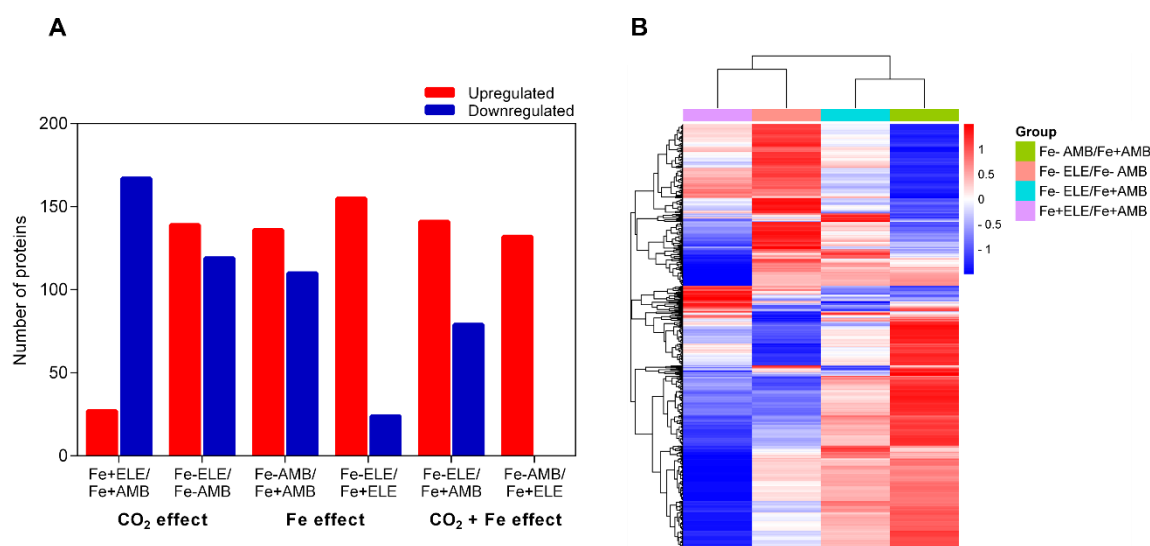 A
Upregulated
Downregulated
Number of proteins
200
150
100
50
0
Fe+ELE/ Fe-ELE/ Fe-AMB/ Fe-ELE/ Fe-ELE/ Fe-AMB/
Fe+AMB Fe-AMB Fe+AMB Fe+ELE Fe+AMB Fe+ELE
CO₂ effect Fe effect CO₂ + Fe effect
B
1
0.5
0
- 0.5
- 1
Group
Fe- AMB/Fe+AMB
Fe- ELE/Fe- AMB
Fe- ELE/Fe+AMB
Fe+ELE/Fe+AMB